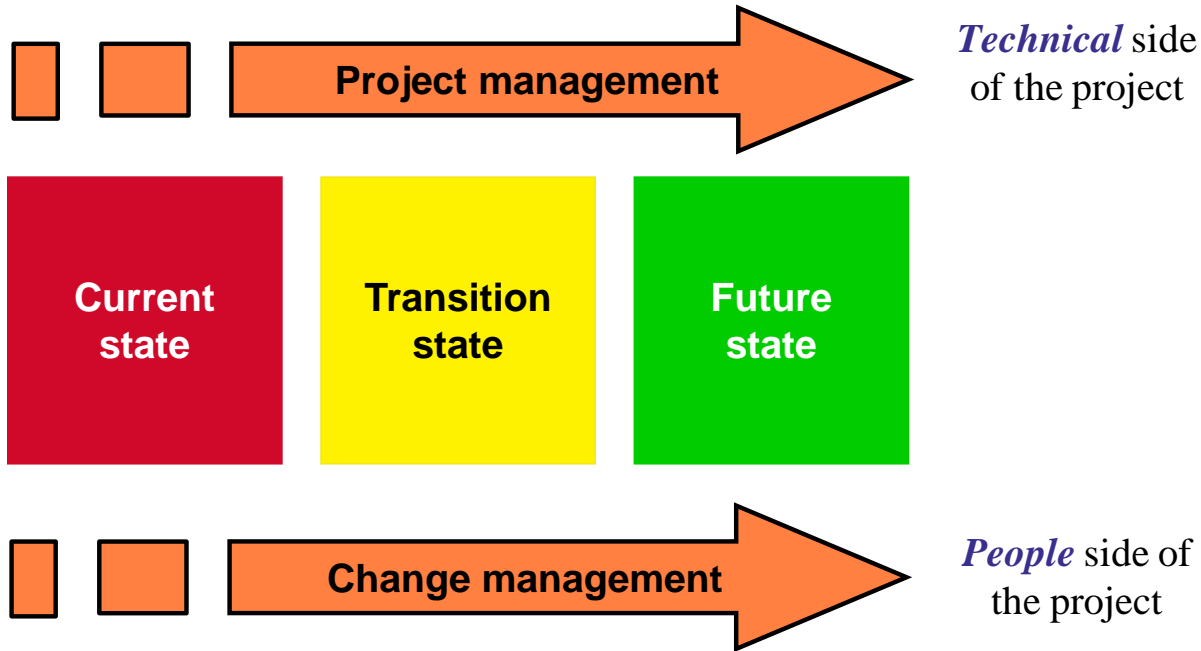 Project management
Technical side
of the project
Current
state
Transition
state
Future
state
Change management
People side of
the project